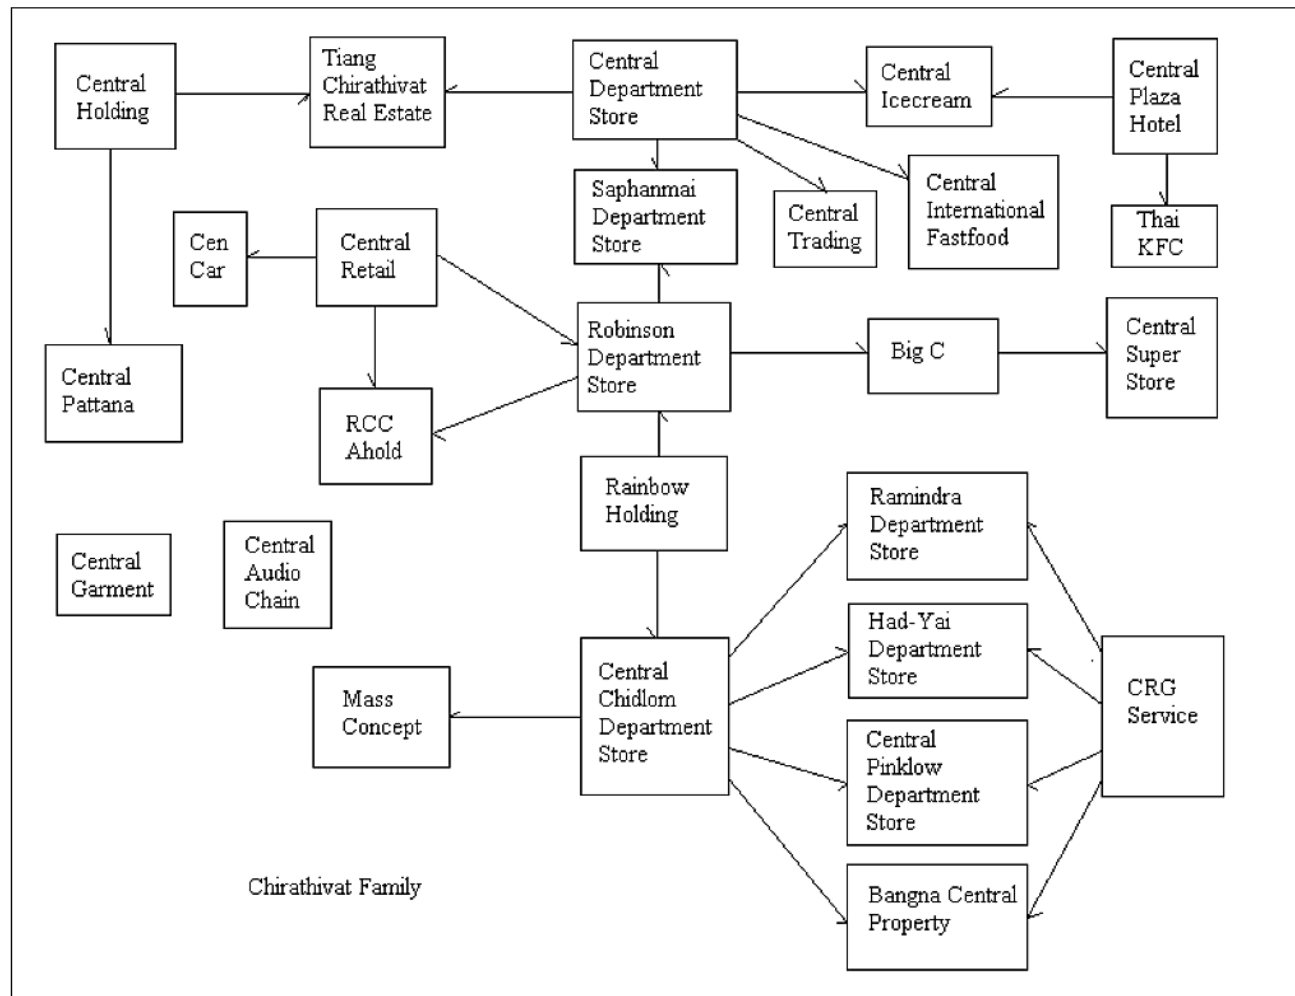 Central
Holding
Tiang
Chirathivat
Real Estate
Central
Department
Store
Central
Icecream
Central
Plaza
Hotel
Saphanmai
Department
Store
Central
Trading
Central
International
Fastfood
Thai
KFC
Cen
Car
Central
Retail
Robinson
Department
Store
Big C
Central
Super
Store
Central
Pattana
RCC
Ahold
Rainbow
Holding
Ramindra
Department
Store
Central
Garment
Central
Audio
Chain
Had-Yai
Department
Store
Mass
Concept
Central
Chidlom
Department
Store
CRG
Service
Central
Pinklow
Department
Store
Chirathivat Family
Bangna Central
Property